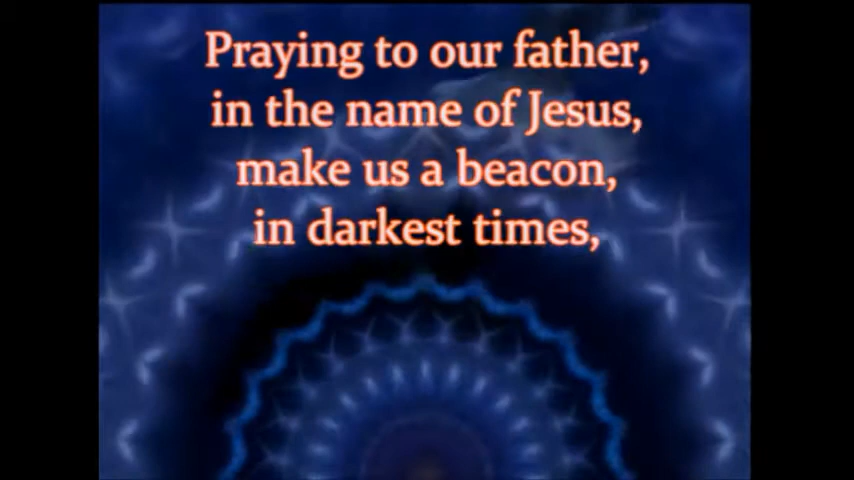 Praying to our father,
in the name of Jesus,
make us a beacon,
in darkest times,